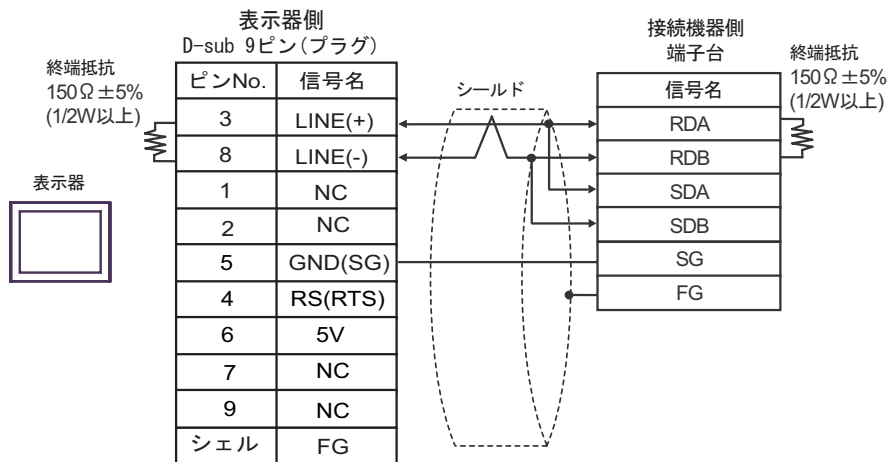 表示器側
D-sub 9ピン(プラグ)
接続機器側
端子台
終端抵抗
150Ω±5%
(1/2W以上)
ピンNo. 信号名
シールド
信号名
終端抵抗
150Ω±5%
(1/2W以上)
3 LINE(+)
RDA
8 LINE(-)
RDB
表示器
1 NC
SDA
2 NC
SDB
5 GND(SG)
SG
4 RS(RTS)
FG
6 5V
7 NC
9 NC
シェル FG